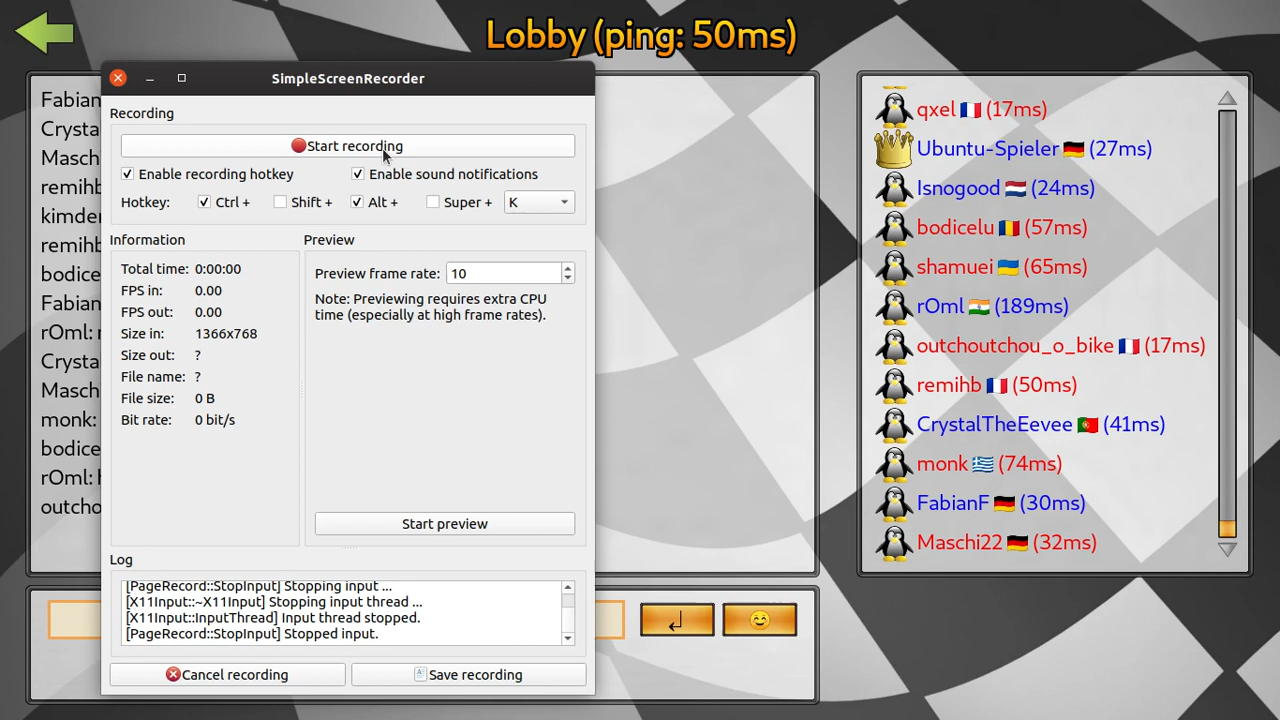 Lobby (ping: 50ms)
SimpleScreenRecorder
Recording
Start recording
Enable recording hotkey
Enable sound notifications
Hotkey: Ctrl + Shift + Alt + Super + K
Information
Total time: 0:00:00
FPS in: 0.00
FPS out: 0.00
Size in: 1366x768
Size out: ?
File name: ?
File size: 0 B
Bit rate: 0 bit/s
Preview
Preview frame rate: 10
Note: Previewing requires extra CPU
time (especially at high frame rates).
Start preview
Log
[PageRecord::StopInput] Stopping input ...
[X11Input::~X11Input] Stopping input thread ...
[X11Input::InputThread] Input thread stopped.
[PageRecord::StopInput] Stopped input.
Cancel recording
Save recording
Fabian
Crysta
Masch
remihb
kimder
remihb
bodice
Fabian
rOml:
Crysta
Masch
monk:
bodice
rOml:
outcho
qxel 🇫🇷 (17ms)
Ubuntu-Spieler 🇩🇪 (27ms)
Isnogood 🇳🇱 (24ms)
bodicelu 🇷🇴 (57ms)
shamuei 🇺🇦 (65ms)
rOml 🇮🇳 (189ms)
outchoutchou_o_bike 🇫🇷 (17ms)
remihb 🇫🇷 (50ms)
CrystalTheEevee 🇵🇹 (41ms)
monk 🇬🇷 (74ms)
FabianF 🇩🇪 (30ms)
Maschi22 🇩🇪 (32ms)